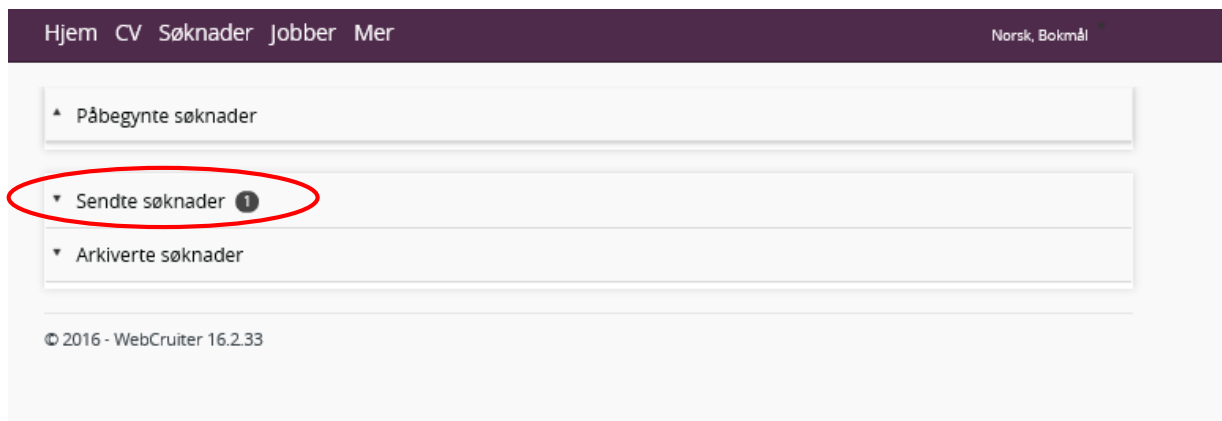 Hjem CV Søknader Jobber Mer Norsk, Bokmål
Påbegynte søknader
Sendte søknader 1
Arkiverte søknader
© 2016 - WebCruiter 16.2.33